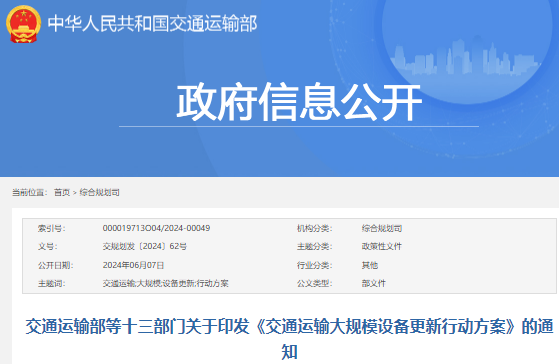 中华人民共和国交通运输部
政府信息公开
当前位置： 首页 > 综合规划司
索引号： 000019713O04/2024-00049 机构分类： 综合规划司
文号： 交规划发〔2024〕62号 主题分类： 政策性文件
公开日期： 2024年06月07日 行业分类： 其他
主题词： 交通运输;大规模;设备更新;行动方案 公文类型： 部文件
交通运输部等十三部门关于印发《交通运输大规模设备更新行动方案》的通
知